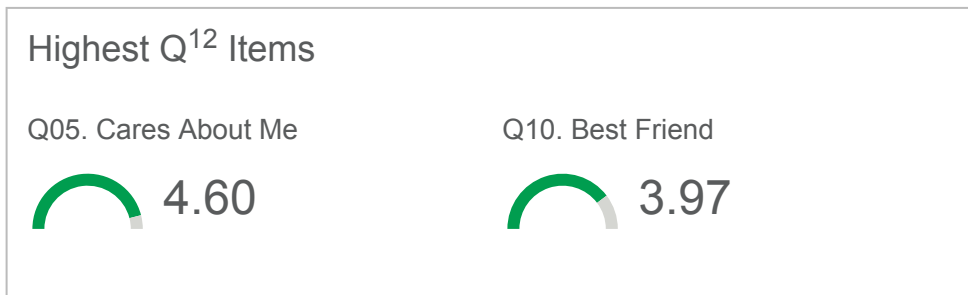 Highest Q¹² Items
Q05. Cares About Me
Q10. Best Friend
4.60
3.97